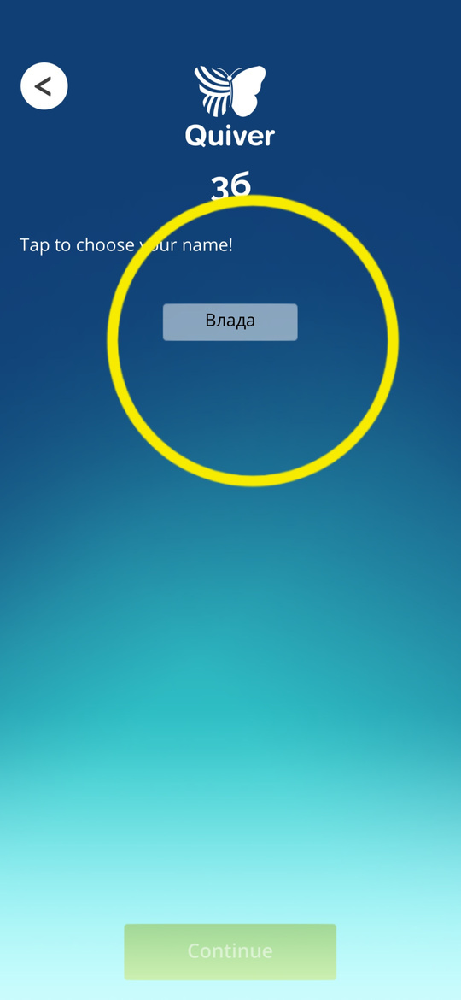 Quiver
3б
Tap to choose your name!
Влада
Continue